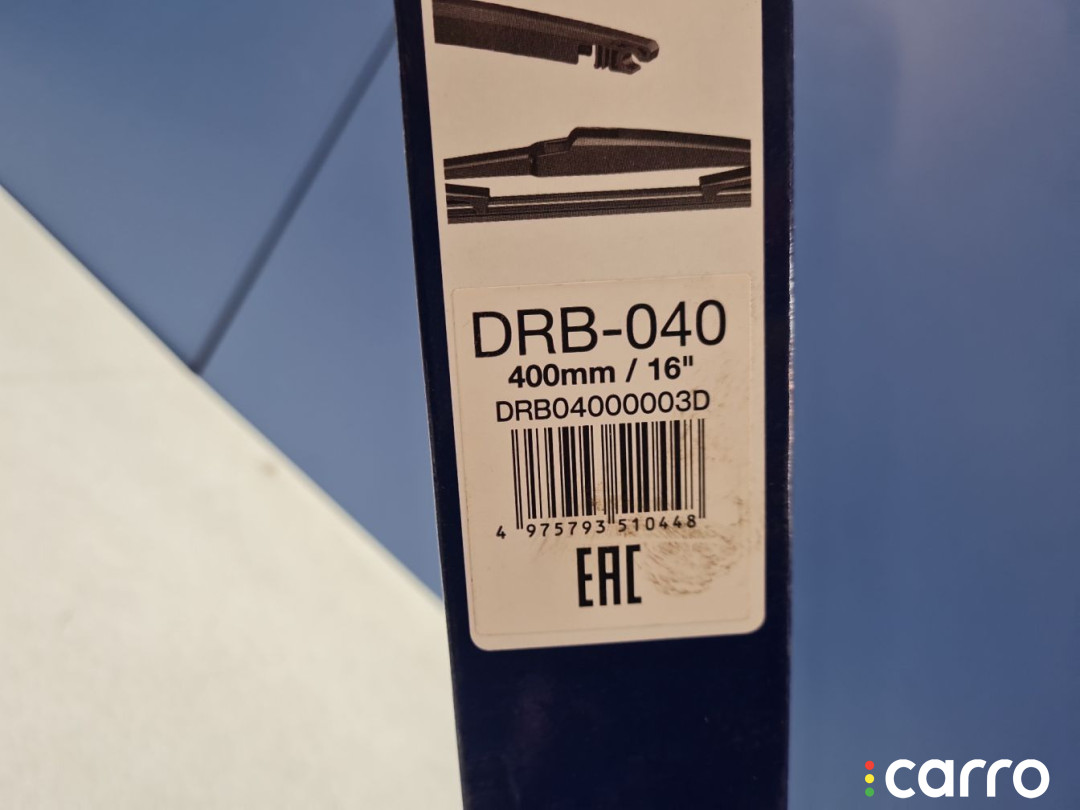 DRB-040
400mm / 16"
DRB04000003D
4 975793 510448
EAC
carro